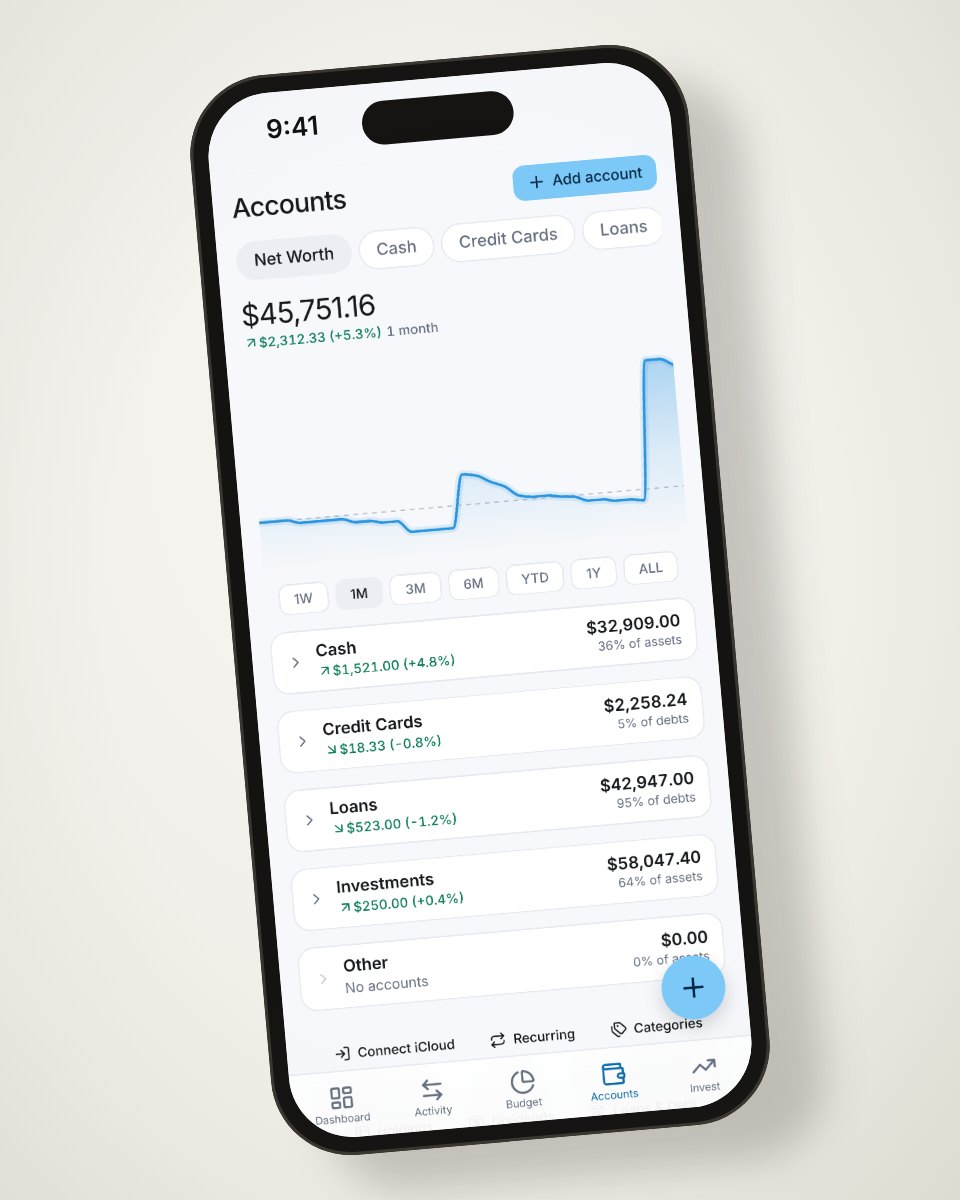 9:41
Accounts
Add account
Net Worth
Cash
Credit Cards
Loans
$45,751.16
$2,312.33 (+5.3%) 1 month
1W
1M
3M
6M
YTD
1Y
ALL
Cash
$32,909.00
$1,521.00 (+4.8%)
36% of assets
Credit Cards
$2,258.24
$18.33 (-0.8%)
5% of debts
Loans
$42,947.00
$523.00 (-1.2%)
95% of debts
Investments
$58,047.40
$250.00 (+0.4%)
64% of assets
Other
$0.00
No accounts
0% of assets
Connect iCloud
Recurring
Categories
Dashboard
Activity
Budget
Accounts
Invest
Holdings